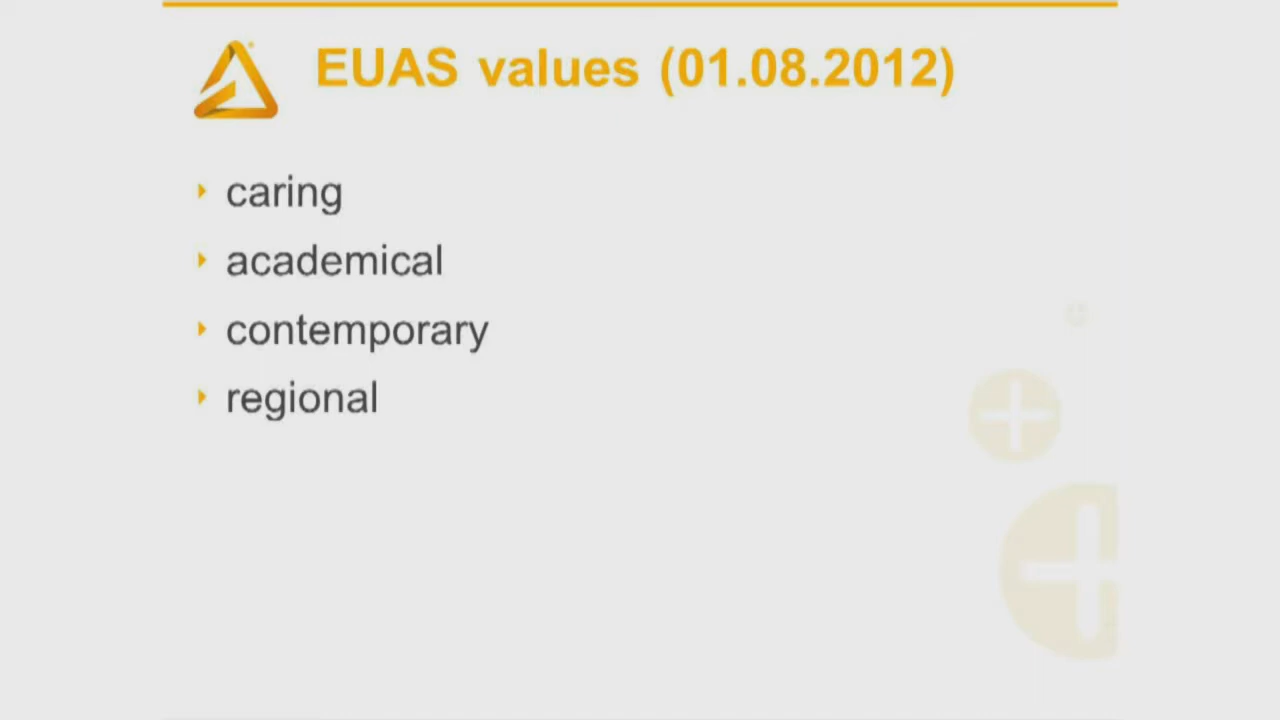 EUAS values (01.08.2012)
caring
academical
contemporary
regional